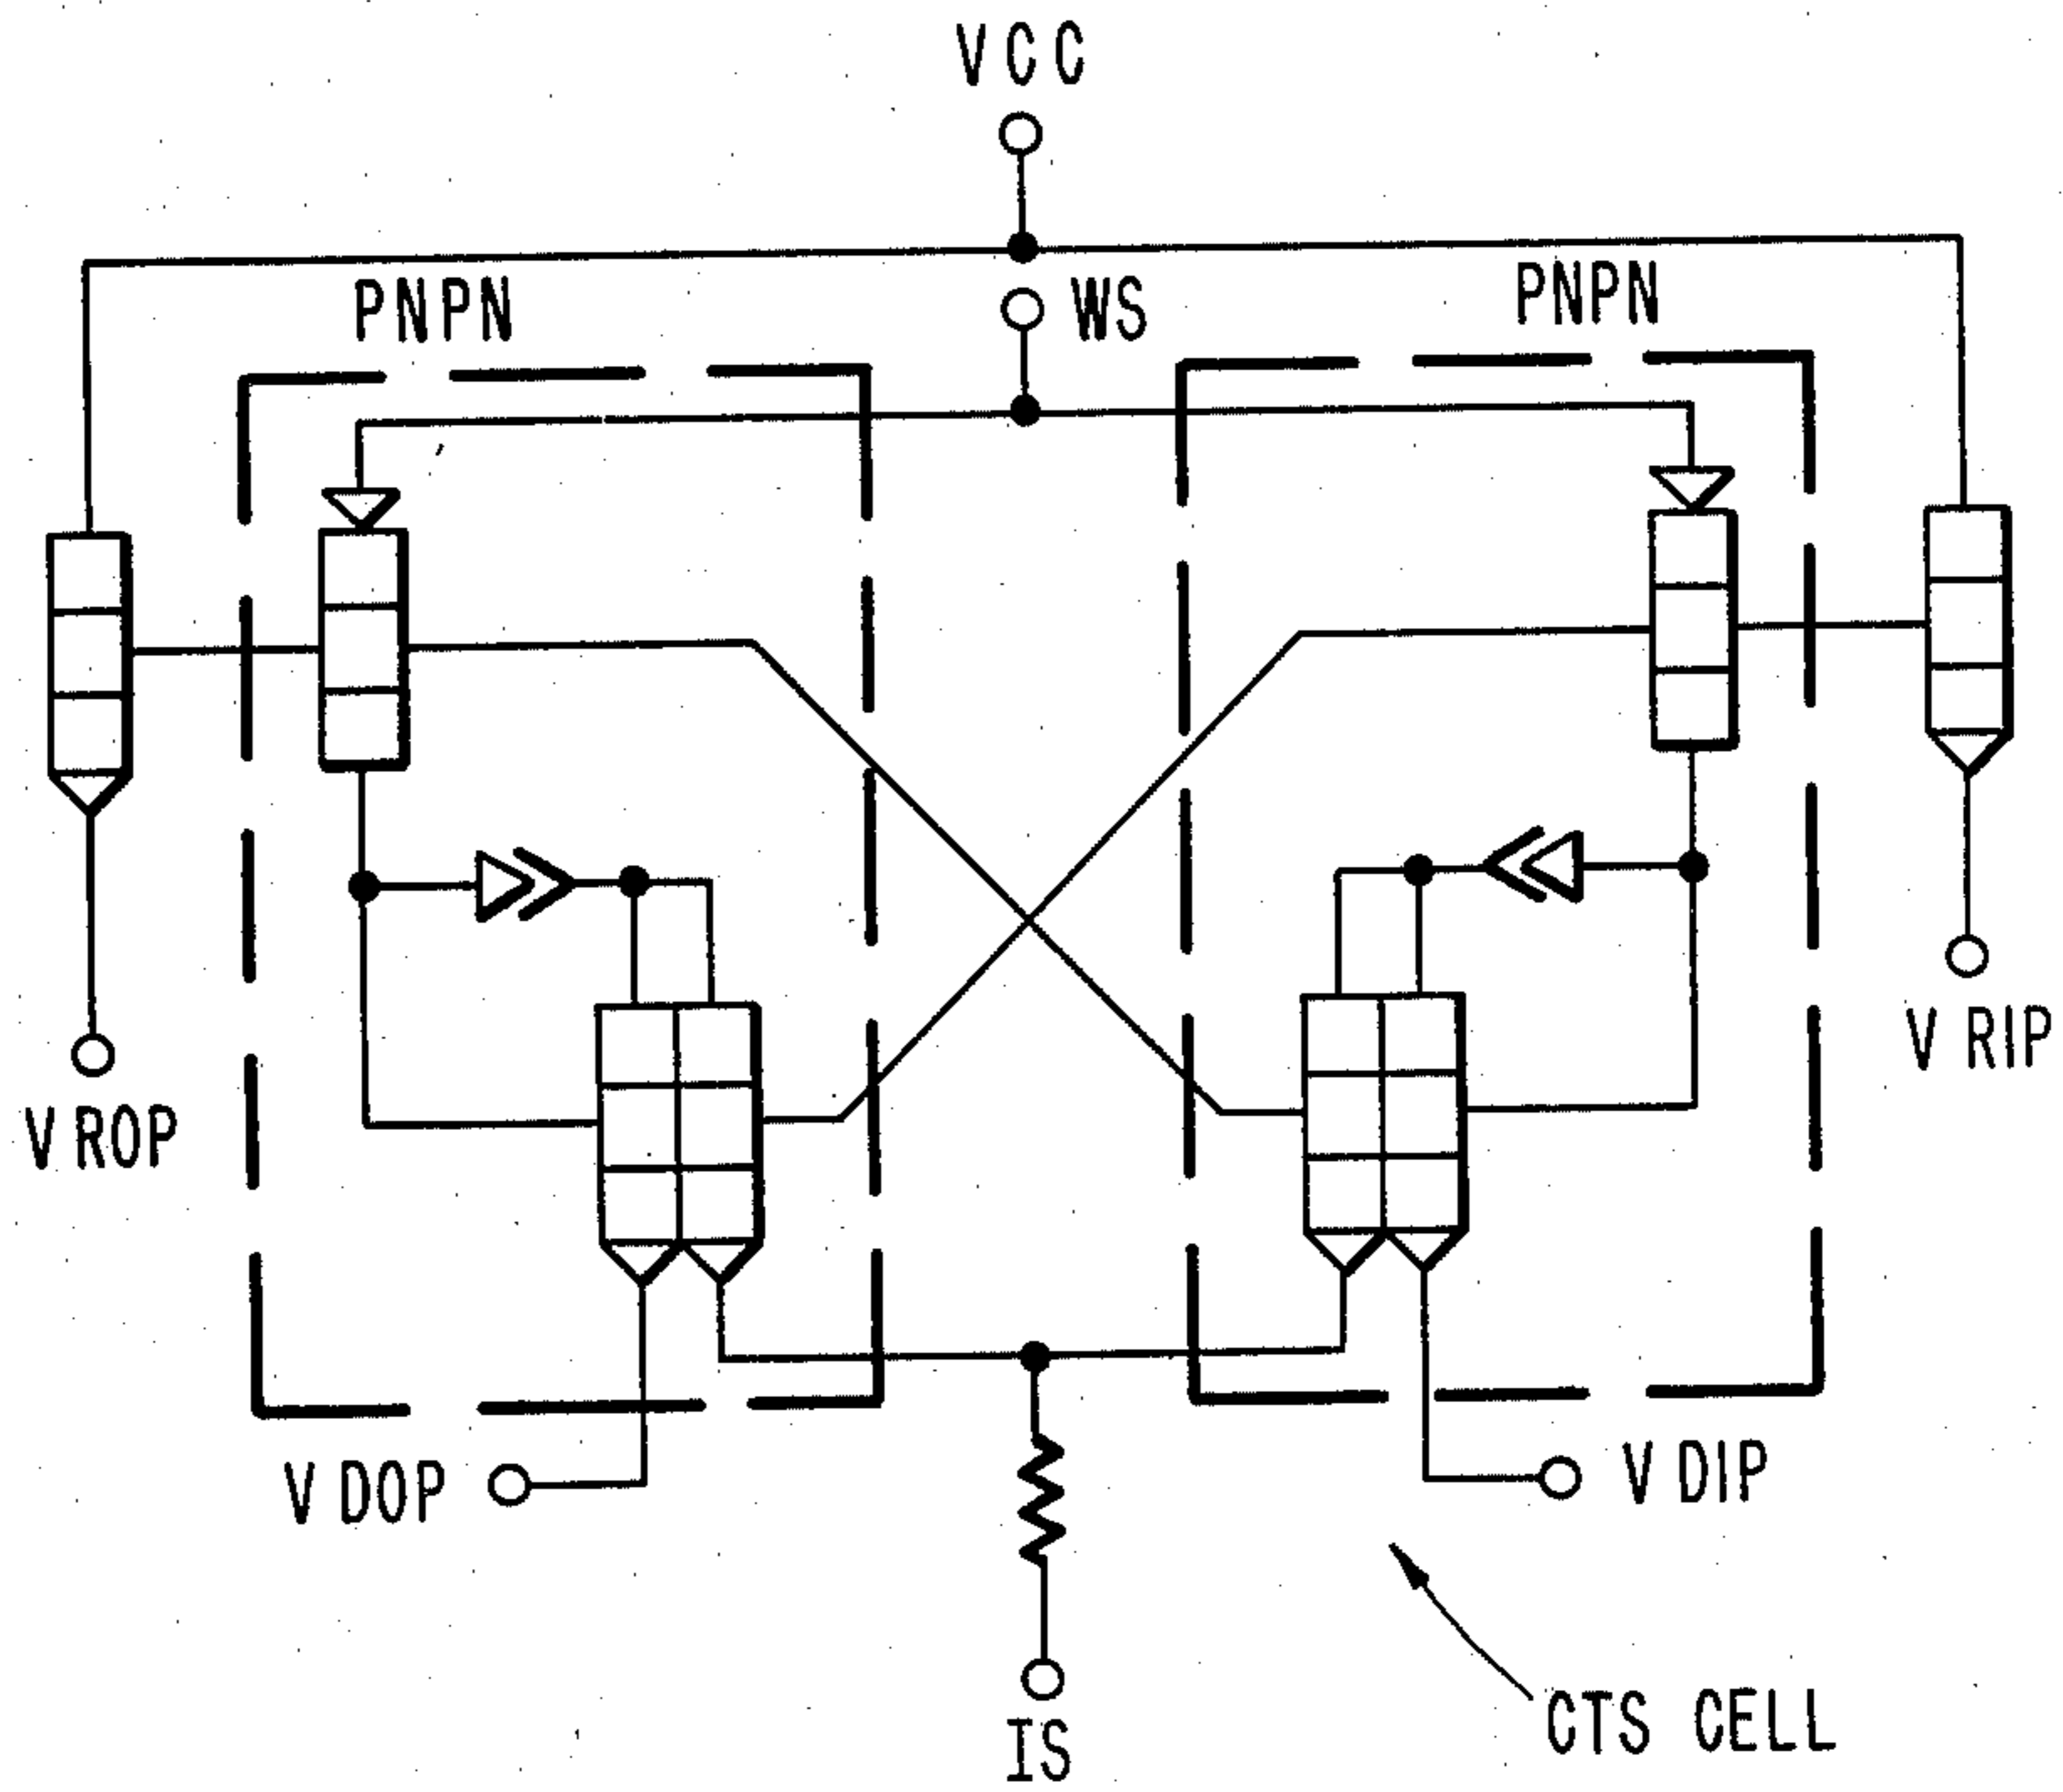 VCC
WS
PNPN
PNPN
V RIP
V ROP
V DOP
V DIP
CTS CELL
IS